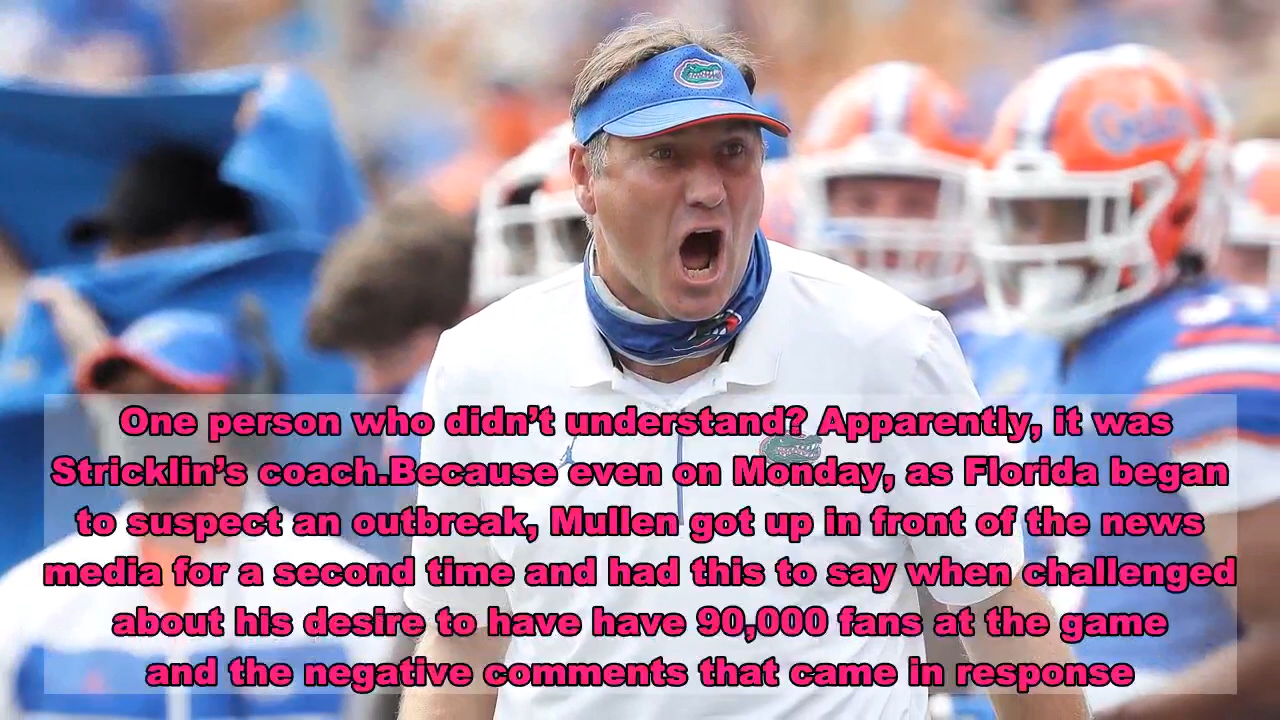 One person who didn’t understand? Apparently, it was
Stricklin’s coach.Because even on Monday, as Florida began
to suspect an outbreak, Mullen got up in front of the news
media for a second time and had this to say when challenged
about his desire to have have 90,000 fans at the game
and the negative comments that came in response